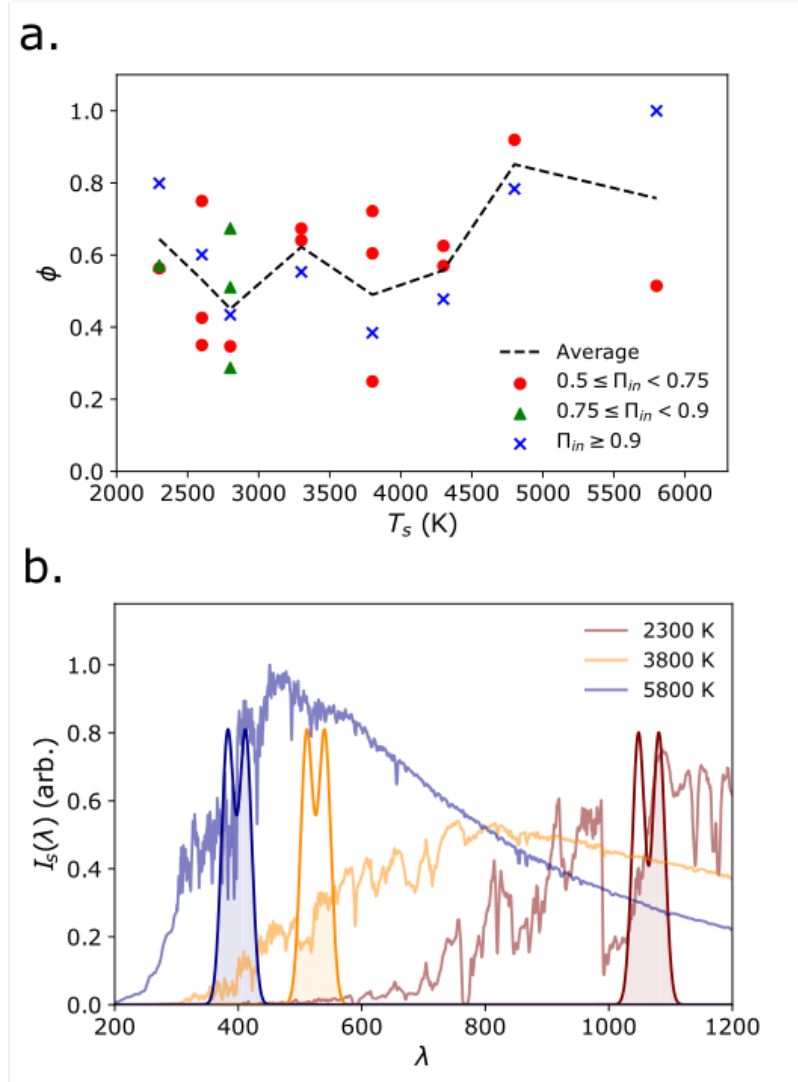 a.
1.0
0.8
0.6
0.4
0.2
0.0
ϕ
Average
0.5 ≤ Π_in < 0.75
0.75 ≤ Π_in < 0.9
Π_in ≥ 0.9
2000 2500 3000 3500 4000 4500 5000 5500 6000
T_s (K)
b.
1.0
0.8
0.6
0.4
0.2
0.0
I_s(λ) (arb.)
2300 K
3800 K
5800 K
200 400 600 800 1000 1200
λ